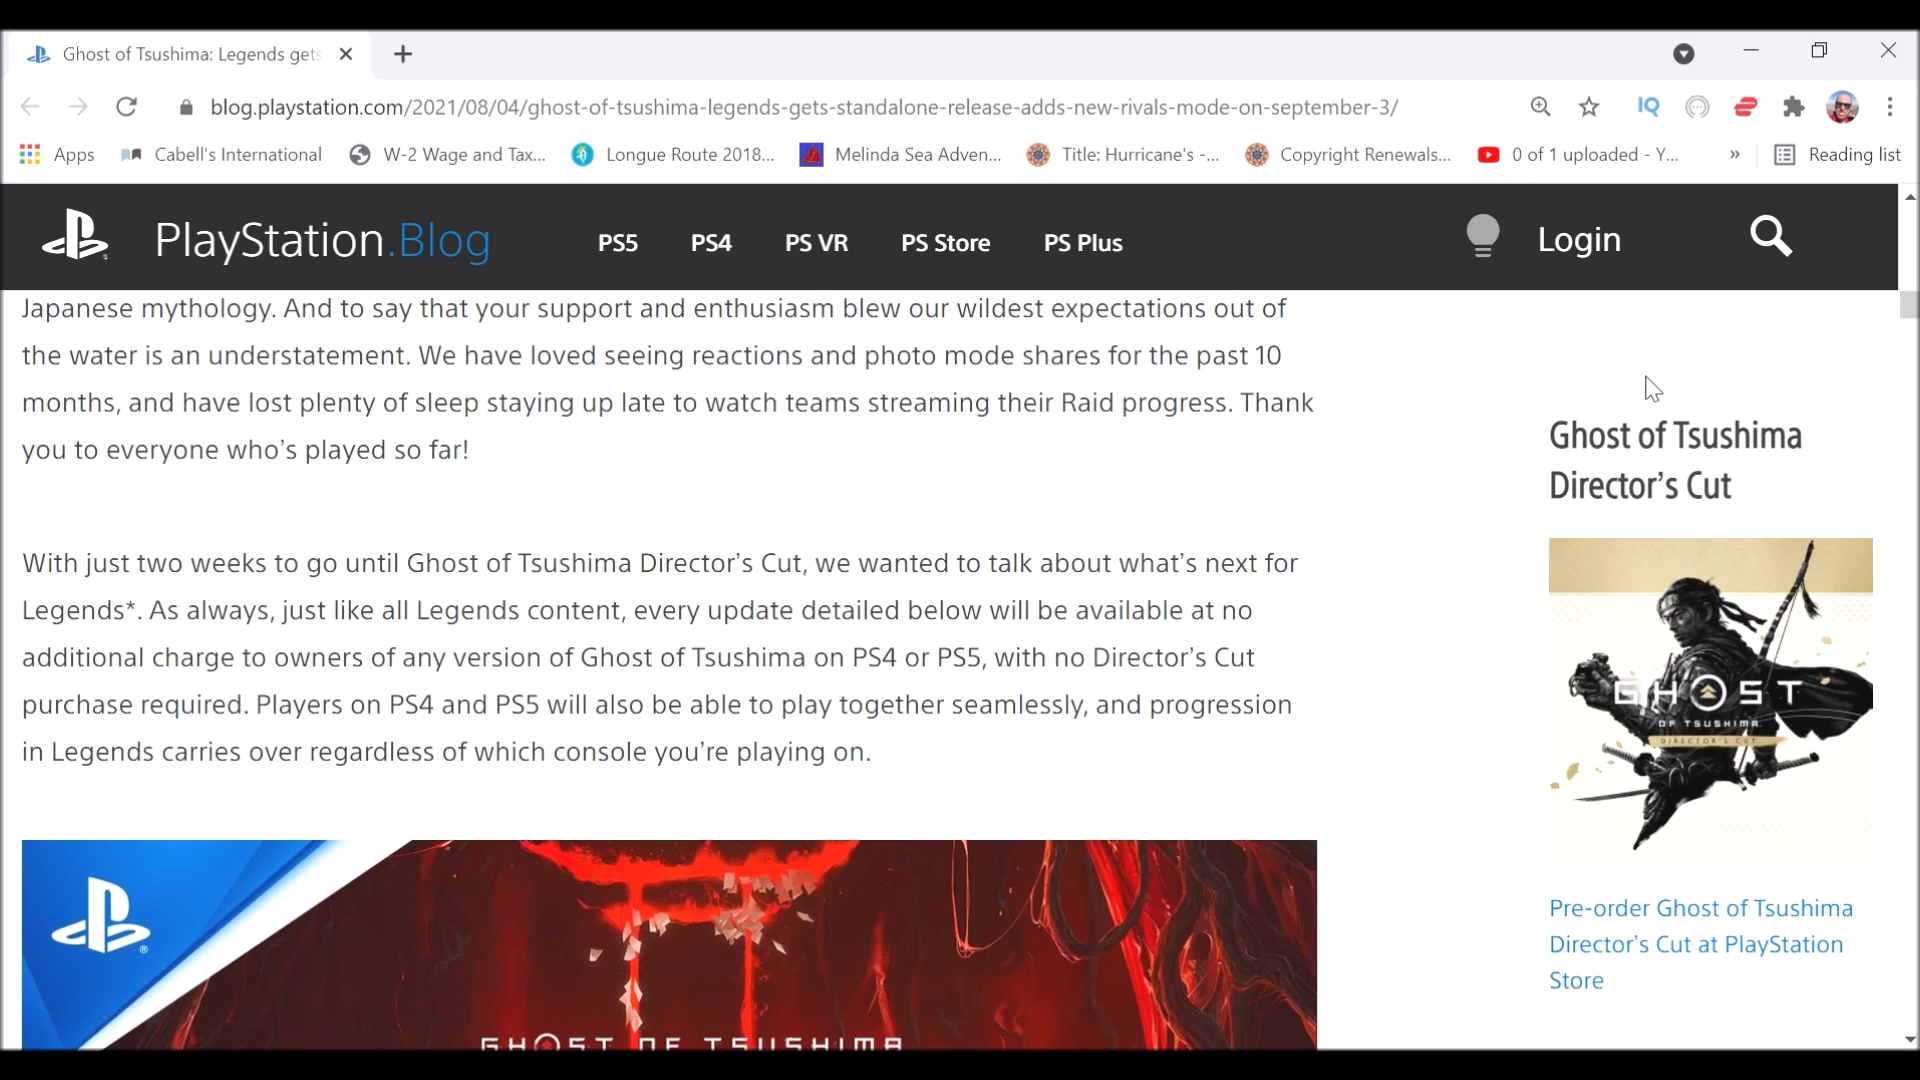 Ghost of Tsushima: Legends gets
blog.playstation.com/2021/08/04/ghost-of-tsushima-legends-gets-standalone-release-adds-new-rivals-mode-on-september-3/
IQ
Apps
Cabell's International
W-2 Wage and Tax...
Longue Route 2018...
Melinda Sea Adven...
Title: Hurricane's -...
Copyright Renewals...
0 of 1 uploaded - Y...
»
Reading list
PlayStation.Blog
PS5
PS4
PS VR
PS Store
PS Plus
Login
Japanese mythology. And to say that your support and enthusiasm blew our wildest expectations out of
the water is an understatement. We have loved seeing reactions and photo mode shares for the past 10
months, and have lost plenty of sleep staying up late to watch teams streaming their Raid progress. Thank
you to everyone who's played so far!
With just two weeks to go until Ghost of Tsushima Director's Cut, we wanted to talk about what's next for
Legends*. As always, just like all Legends content, every update detailed below will be available at no
additional charge to owners of any version of Ghost of Tsushima on PS4 or PS5, with no Director's Cut
purchase required. Players on PS4 and PS5 will also be able to play together seamlessly, and progression
in Legends carries over regardless of which console you're playing on.
GHOST OF TSUSHIMA
Ghost of Tsushima
Director's Cut
GHOST
OF TSUSHIMA
DIRECTOR'S CUT
Pre-order Ghost of Tsushima
Director's Cut at PlayStation
Store